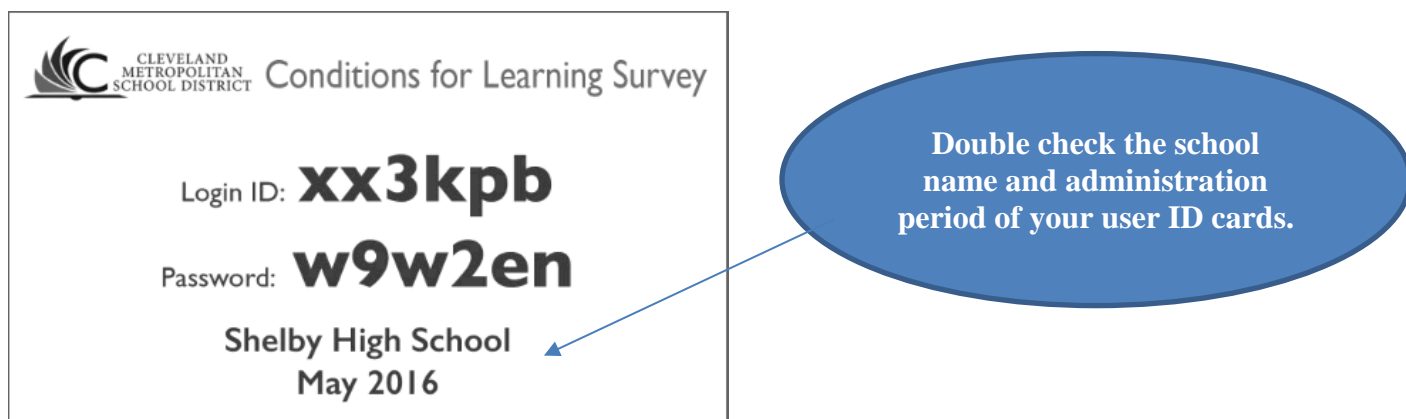 CLEVELAND
METROPOLITAN
SCHOOL DISTRICT
Conditions for Learning Survey
Login ID: xx3kpb
Password: w9w2en
Shelby High School
May 2016
Double check the school
name and administration
period of your user ID cards.